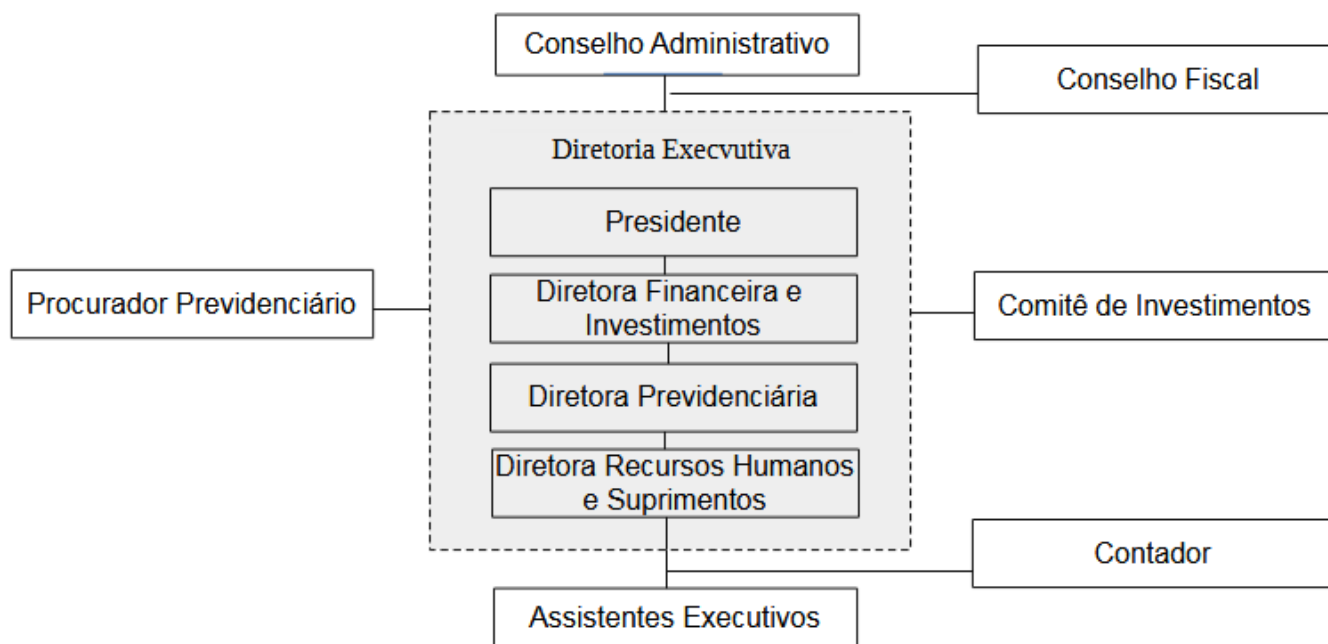 Conselho Administrativo
Conselho Fiscal
Diretoria Execvutiva
Presidente
Procurador Previdenciário
Diretora Financeira e
Investimentos
Comitê de Investimentos
Diretora Previdenciária
Diretora Recursos Humanos
e Suprimentos
Contador
Assistentes Executivos